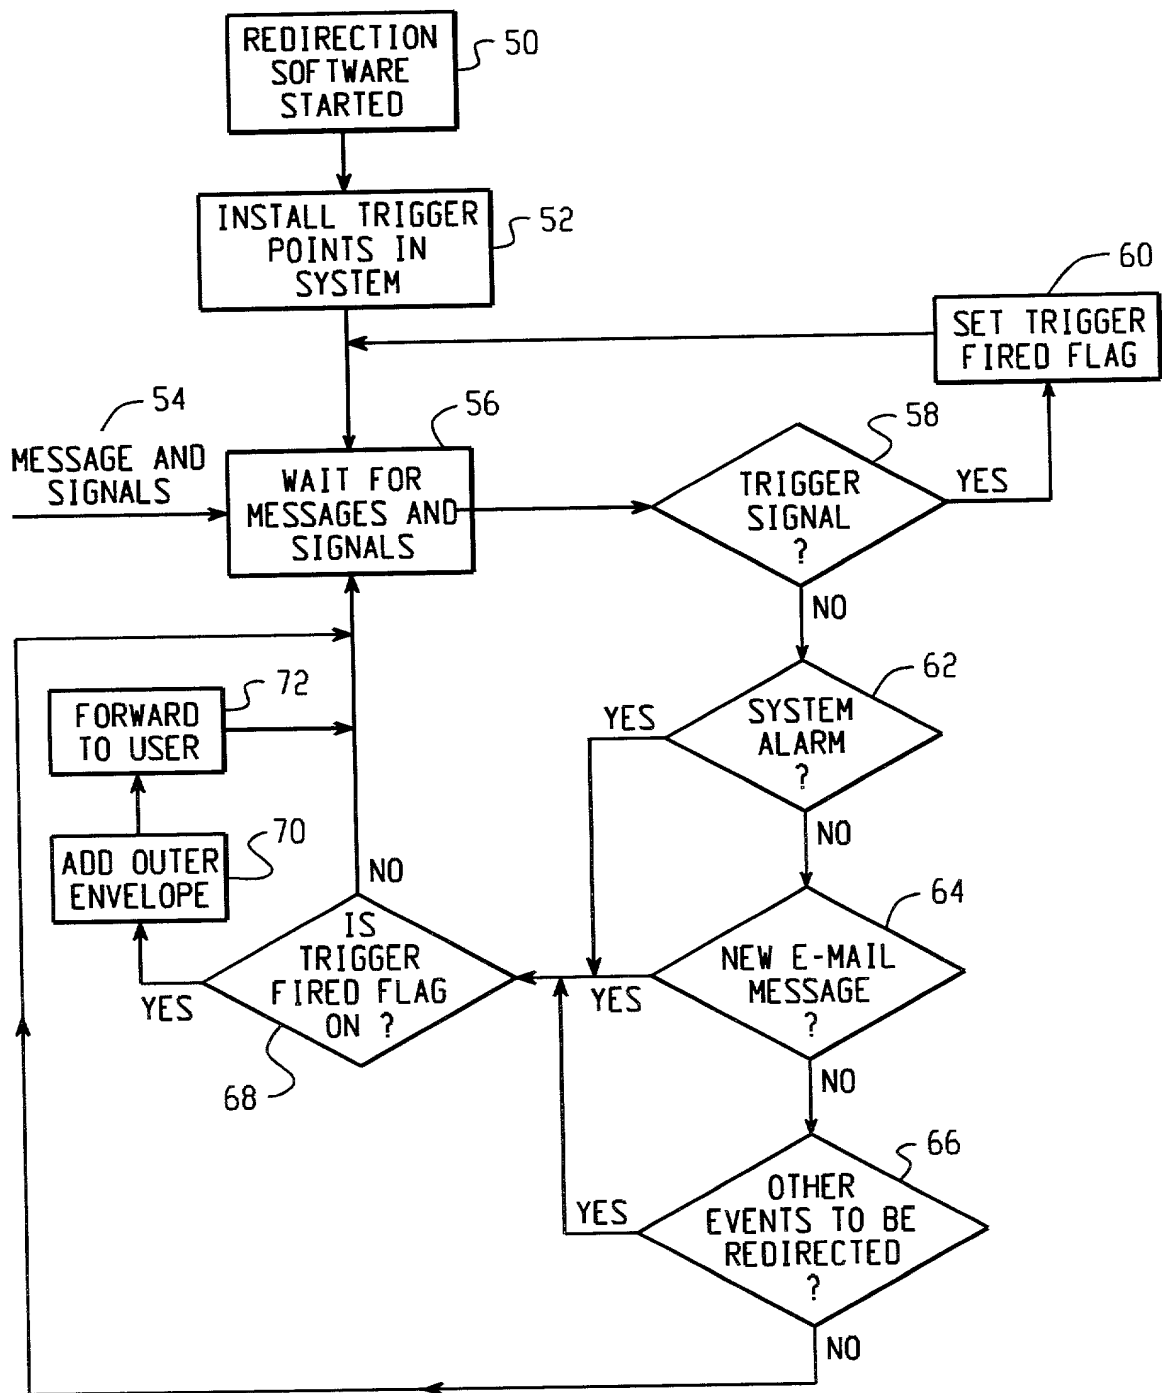 REDIRECTION
SOFTWARE
STARTED
50
INSTALL TRIGGER
POINTS IN
SYSTEM
52
60
SET TRIGGER
FIRED FLAG
54
MESSAGE AND
SIGNALS
56
WAIT FOR
MESSAGES AND
SIGNALS
58
TRIGGER
SIGNAL
?
YES
NO
62
SYSTEM
ALARM
?
YES
NO
72
FORWARD
TO USER
70
ADD OUTER
ENVELOPE
NO
IS
TRIGGER
FIRED FLAG
ON ?
YES
68
64
NEW E-MAIL
MESSAGE
?
YES
NO
66
OTHER
EVENTS TO BE
REDIRECTED
?
YES
NO